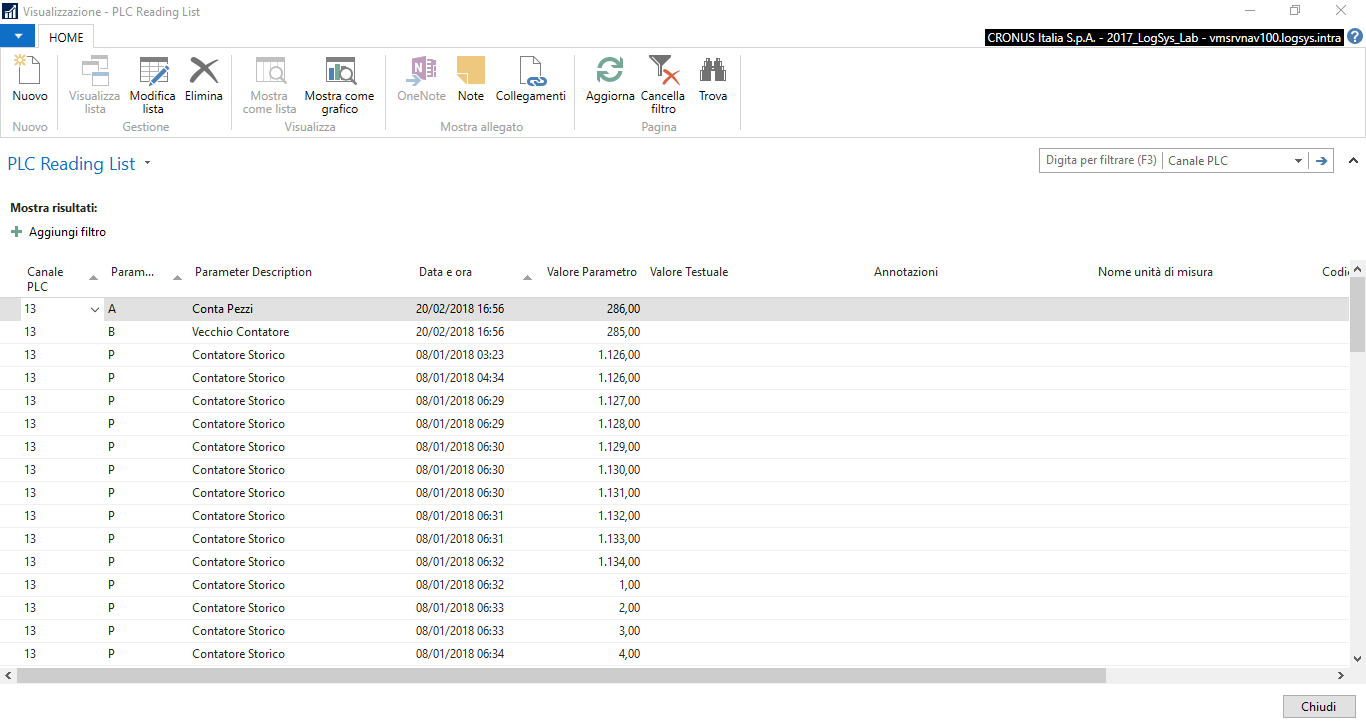 Visualizzazione - PLC Reading List
HOME
CRONUS Italia S.p.A. - 2017_LogSys_Lab - vmsrvnav100.logsys.intra
?
Nuovo
Visualizza lista
Modifica lista
Elimina
Mostra come lista
Mostra come grafico
OneNote
Note
Collegamenti
Aggiorna
Cancella filtro
Trova
Nuovo
Gestione
Visualizza
Mostra allegato
Pagina
PLC Reading List
Digita per filtrare (F3)
Canale PLC
Mostra risultati:
Aggiungi filtro
Canale PLC Param... Parameter Description Data e ora Valore Parametro Valore Testuale Annotazioni Nome unità di misura Codi
13 A Conta Pezzi 20/02/2018 16:56 286,00
13 B Vecchio Contatore 20/02/2018 16:56 285,00
13 P Contatore Storico 08/01/2018 03:23 1.126,00
13 P Contatore Storico 08/01/2018 04:34 1.126,00
13 P Contatore Storico 08/01/2018 06:29 1.127,00
13 P Contatore Storico 08/01/2018 06:29 1.128,00
13 P Contatore Storico 08/01/2018 06:30 1.129,00
13 P Contatore Storico 08/01/2018 06:30 1.130,00
13 P Contatore Storico 08/01/2018 06:30 1.131,00
13 P Contatore Storico 08/01/2018 06:31 1.132,00
13 P Contatore Storico 08/01/2018 06:31 1.133,00
13 P Contatore Storico 08/01/2018 06:32 1.134,00
13 P Contatore Storico 08/01/2018 06:32 1,00
13 P Contatore Storico 08/01/2018 06:33 2,00
13 P Contatore Storico 08/01/2018 06:33 3,00
13 P Contatore Storico 08/01/2018 06:34 4,00
Chiudi